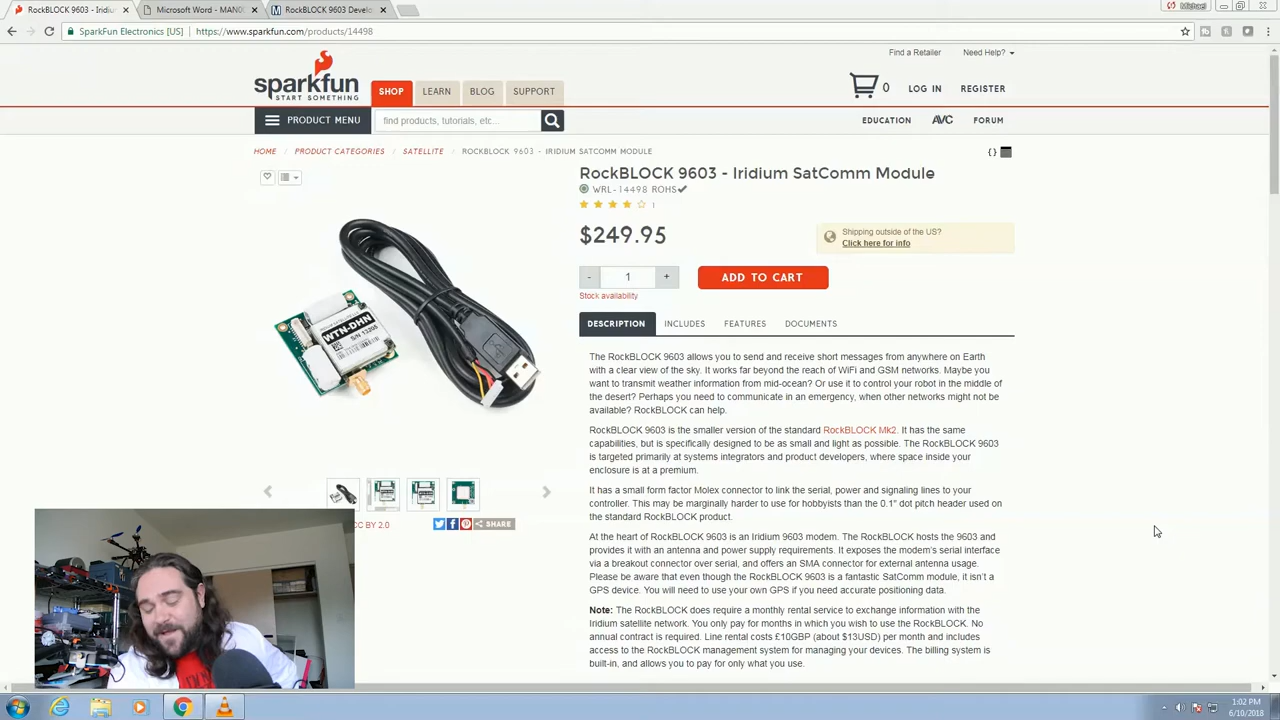 RockBLOCK 9603 - Iridiu
Microsoft Word - MANX
RockBLOCK 9603 Develo
Michael
SparkFun Electronics [US]
https://www.sparkfun.com/products/14498
Find a Retailer
Need Help?
sparkfun
START SOMETHING
SHOP
LEARN
BLOG
SUPPORT
0
LOG IN
REGISTER
PRODUCT MENU
find products, tutorials, etc...
EDUCATION
AVC
FORUM
HOME / PRODUCT CATEGORIES / SATELLITE / ROCKBLOCK 9603 - IRIDIUM SATCOMM MODULE
{ }
RockBLOCK 9603 - Iridium SatComm Module
WRL-14498 ROHS✓
1
$249.95
Shipping outside of the US?
Click here for info
- 1 +
ADD TO CART
Stock availability
WTN-DHN
DESCRIPTION
INCLUDES
FEATURES
DOCUMENTS
The RockBLOCK 9603 allows you to send and receive short messages from anywhere on Earth
with a clear view of the sky. It works far beyond the reach of WiFi and GSM networks. Maybe you
want to transmit weather information from mid-ocean? Or use it to control your robot in the middle of
the desert? Perhaps you need to communicate in an emergency, when other networks might not be
available? RockBLOCK can help.
RockBLOCK 9603 is the smaller version of the standard RockBLOCK Mk2. It has the same
capabilities, but is specifically designed to be as small and light as possible. The RockBLOCK 9603
is targeted primarily at systems integrators and product developers, where space inside your
enclosure is at a premium.
It has a small form factor Molex connector to link the serial, power and signaling lines to your
controller. This may be marginally harder to use for hobbyists than the 0.1" dot pitch header used on
the standard RockBLOCK product.
At the heart of RockBLOCK 9603 is an Iridium 9603 modem. The RockBLOCK hosts the 9603 and
provides it with an antenna and power supply requirements. It exposes the modem's serial interface
via a breakout connector over serial, and offers an SMA connector for external antenna usage.
Please be aware that even though the RockBLOCK 9603 is a fantastic SatComm module, it isn't a
GPS device. You will need to use your own GPS if you need accurate positioning data.
Note: The RockBLOCK does require a monthly rental service to exchange information with the
Iridium satellite network. You only pay for months in which you wish to use the RockBLOCK. No
annual contract is required. Line rental costs £10GBP (about $13USD) per month and includes
access to the RockBLOCK management system for managing your devices. The billing system is
built-in, and allows you to pay for only what you use.
CC BY 2.0
SHARE
1:02 PM
6/10/2018